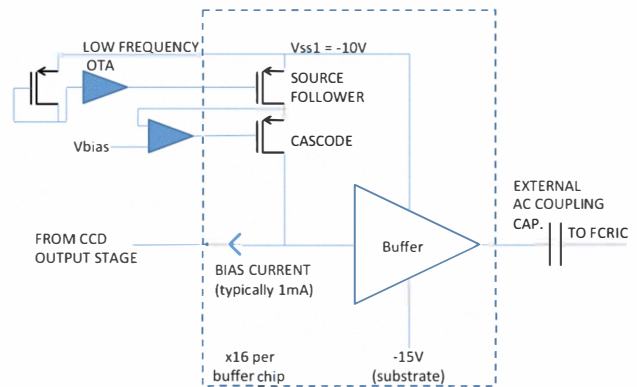 LOW FREQUENCY
OTA
Vss1 = -10V
SOURCE
FOLLOWER
CASCODE
Vbias
EXTERNAL
AC COUPLING
CAP.
TO FCRIC
FROM CCD
OUTPUT STAGE
Buffer
BIAS CURRENT
(typically 1mA)
x16 per
buffer chip
-15V
(substrate)